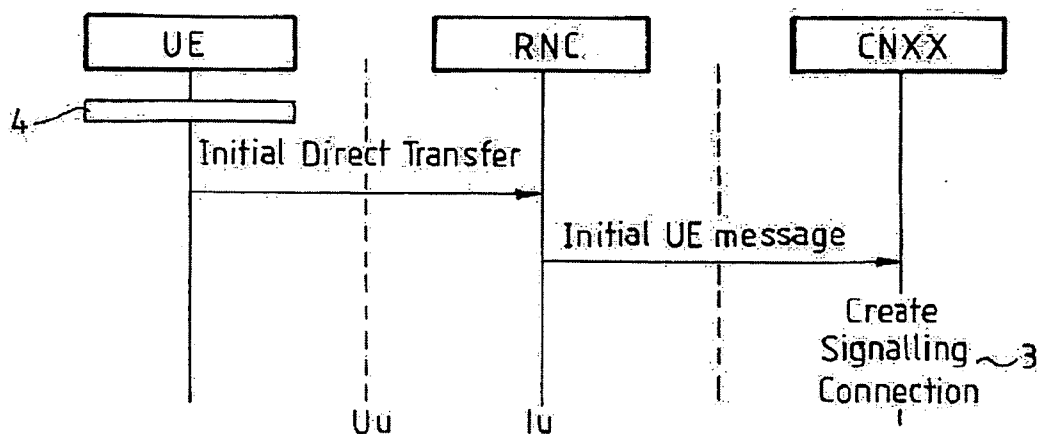 UE
RNC
CNXX
4
Initial Direct Transfer
Initial UE message
Create
Signalling 3
Connection
Uu
Iu